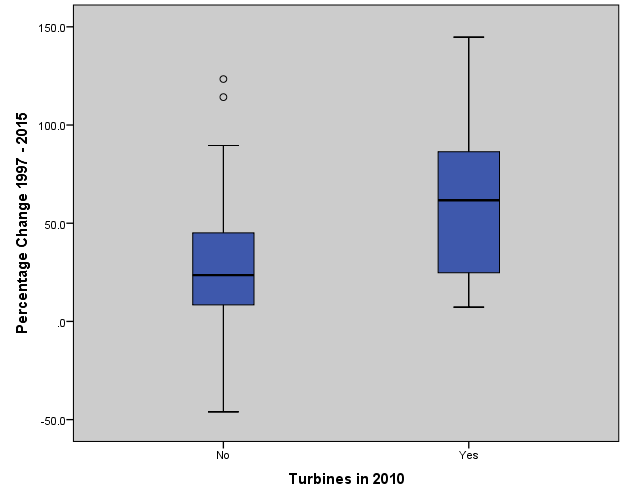 150.0
100.0
50.0
.0
-50.0
Percentage Change 1997 - 2015
No
Yes
Turbines in 2010